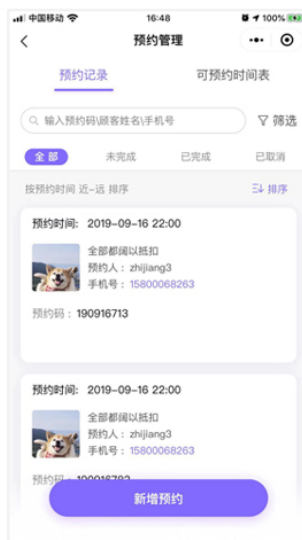 中国移动 16:48 100%
预约管理
预约记录 可预约时间表
输入预约码\顾客姓名\手机号 筛选
全部 未完成 已完成 已取消
按预约时间 近-远 排序 排序
预约时间: 2019-09-16 22:00
全部都阔以抵扣
预约人：zhijiang3
手机号：15800068263
预约码：190916713
预约时间: 2019-09-16 22:00
全部都阔以抵扣
预约人：zhijiang3
手机号：15800068263
新增预约